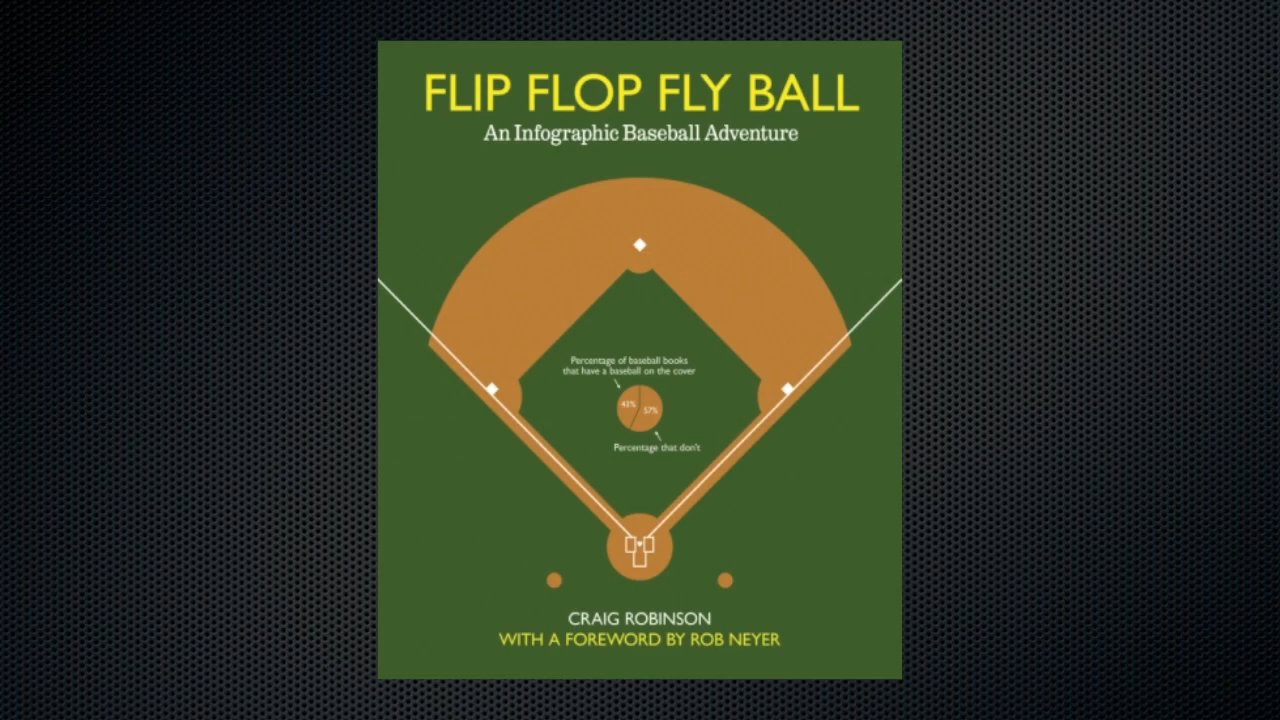 FLIP FLOP FLY BALL
An Infographic Baseball Adventure
Percentage of baseball books
that have a baseball on the cover
43%
57%
Percentage that don't
CRAIG ROBINSON
WITH A FOREWORD BY ROB NEYER